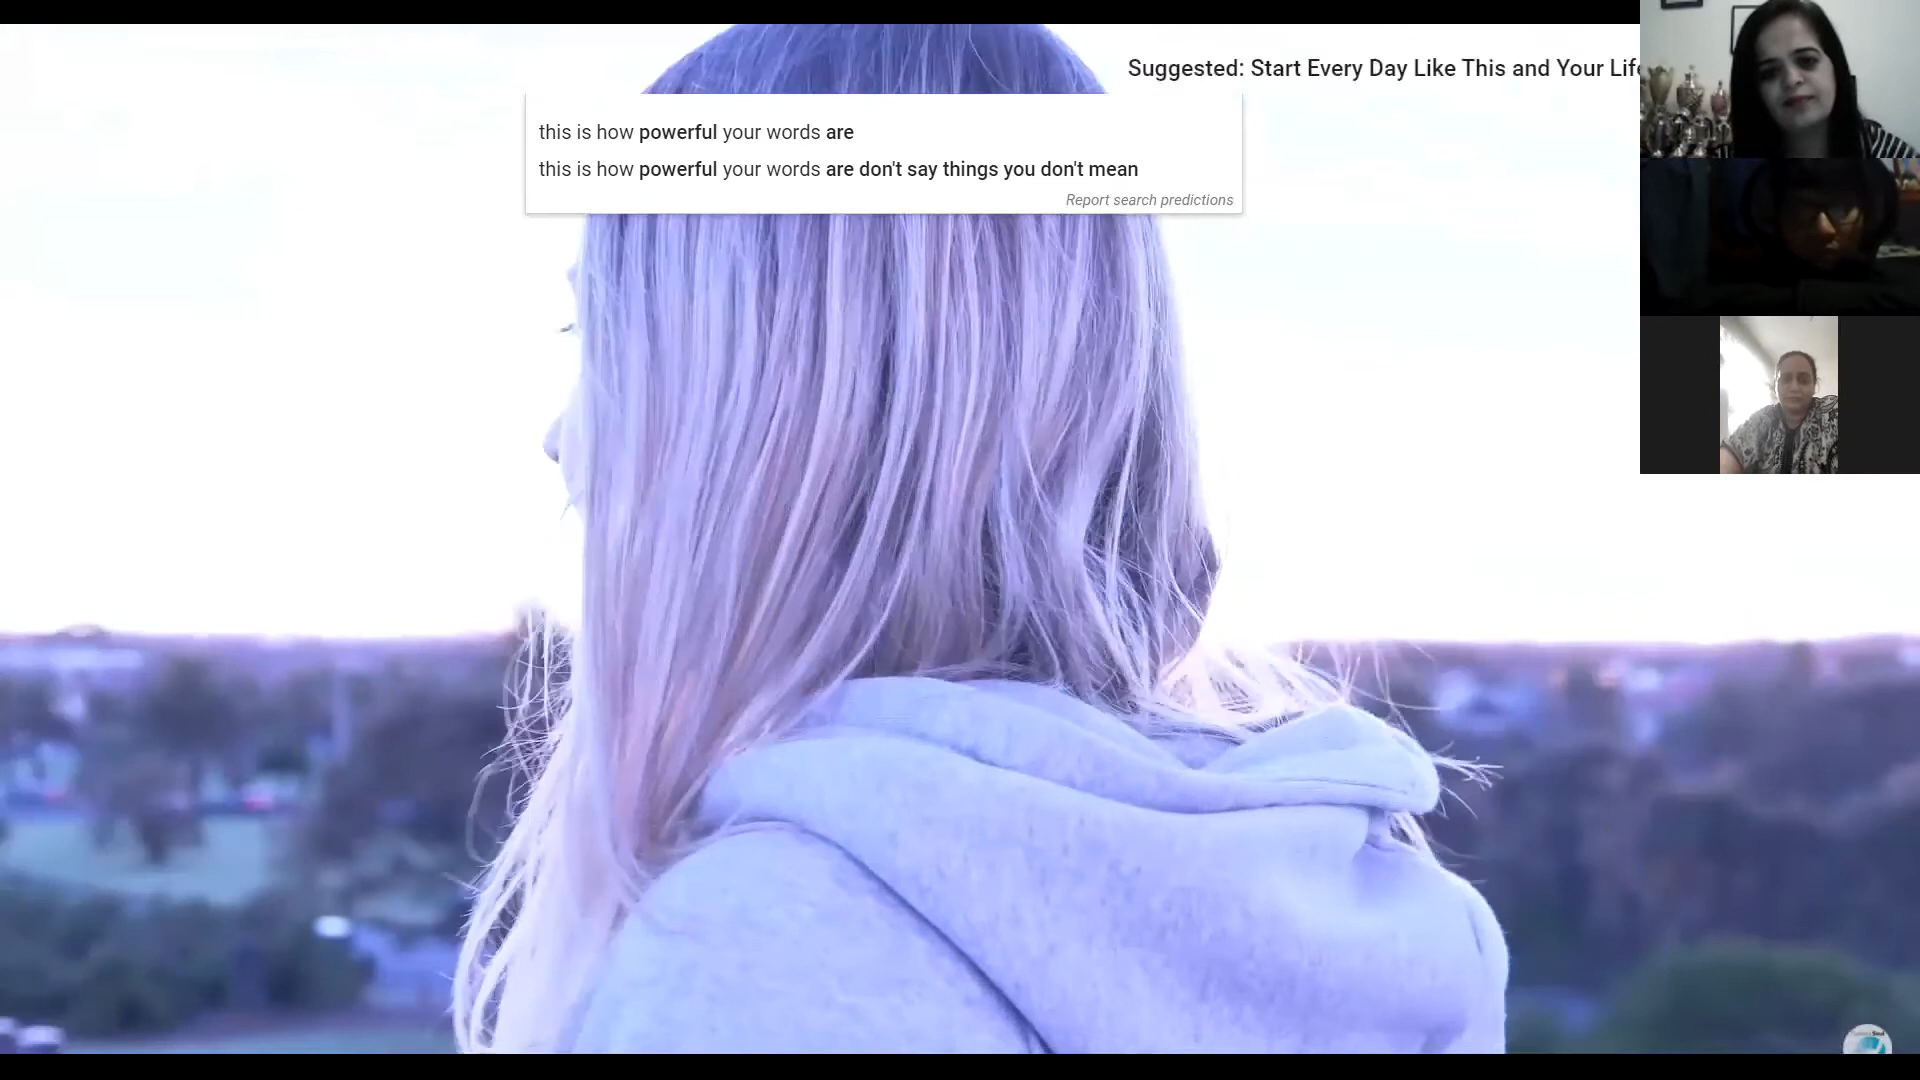 Suggested: Start Every Day Like This and Your Life
this is how powerful your words are
this is how powerful your words are don't say things you don't mean
Report search predictions